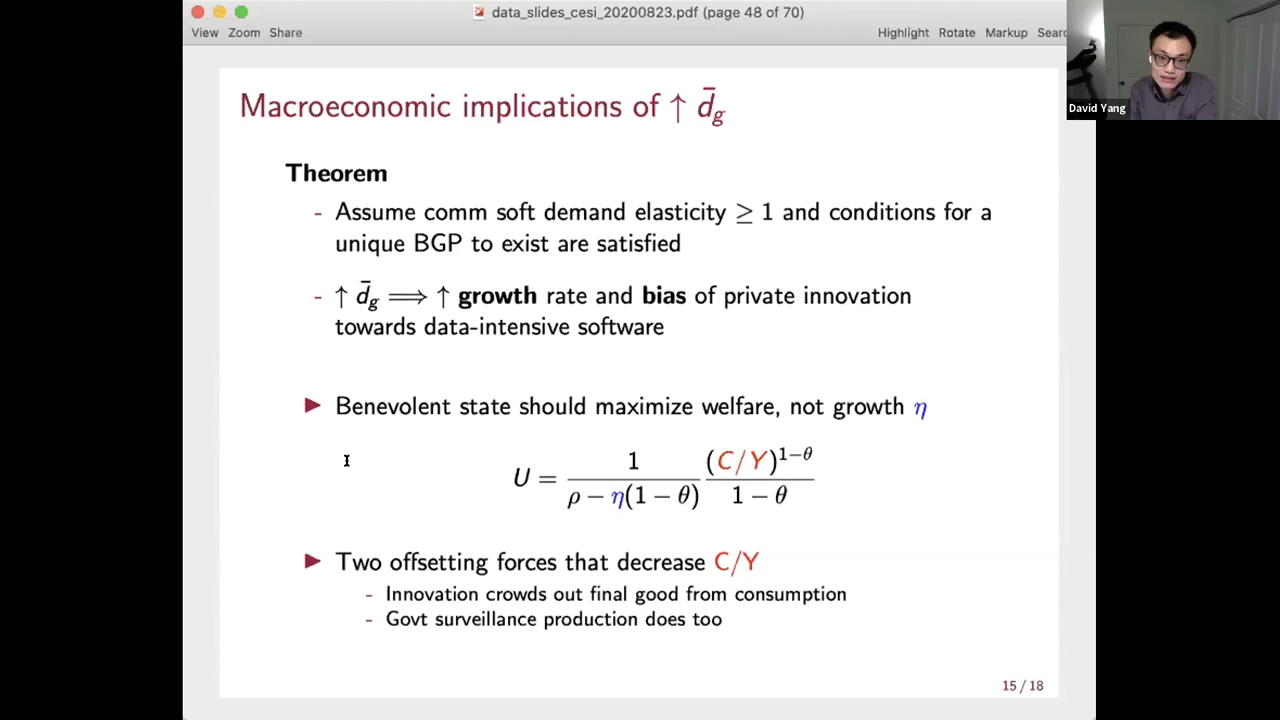 data_slides_cesi_20200823.pdf (page 48 of 70)
View Zoom Share
Highlight Rotate Markup Sear
David Yang
Macroeconomic implications of ↑ d̄_g
Theorem
- Assume comm soft demand elasticity ≥ 1 and conditions for a
unique BGP to exist are satisfied
- ↑ d̄_g ⟹ ↑ growth rate and bias of private innovation
towards data-intensive software
▶ Benevolent state should maximize welfare, not growth η
U = 1 / (ρ − η(1 − θ)) (C/Y)^{1−θ} / (1 − θ)
▶ Two offsetting forces that decrease C/Y
- Innovation crowds out final good from consumption
- Govt surveillance production does too
15 / 18